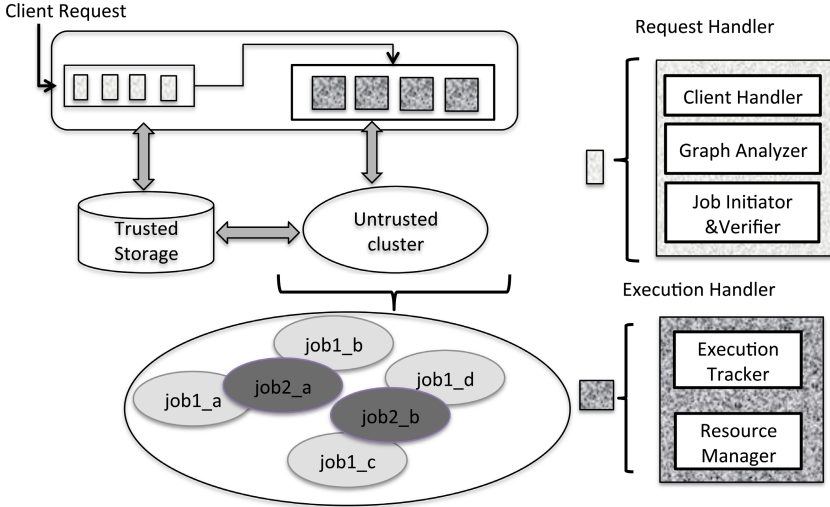 Client Request
Request Handler
Client Handler
Graph Analyzer
Job Initiator
&Verifier
Trusted
Storage
Untrusted
cluster
Execution Handler
Execution
Tracker
Resource
Manager
job1_b
job2_a
job1_d
job1_a
job2_b
job1_c